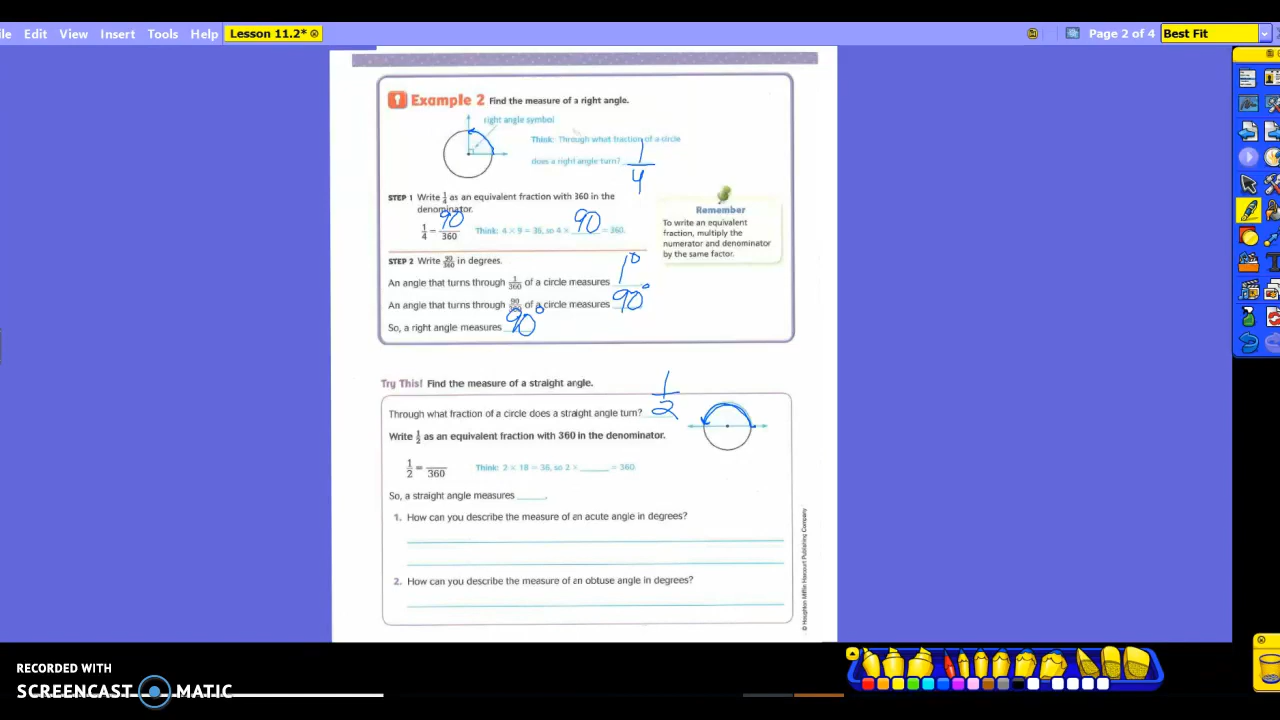 ile Edit View Insert Tools Help Lesson 11.2* Page 2 of 4 Best Fit
Example 2 Find the measure of a right angle.
right angle symbol
Think: Through what fraction of a circle
does a right angle turn? 1/4
STEP 1 Write 1/4 as an equivalent fraction with 360 in the
denominator.
1/4 = 90/360 Think: 4 × 9 = 36, so 4 × 90 = 360.
Remember
To write an equivalent
fraction, multiply the
numerator and denominator
by the same factor.
STEP 2 Write 90/360 in degrees.
An angle that turns through 1/360 of a circle measures 1°
An angle that turns through 90/360 of a circle measures 90°
So, a right angle measures 90°
Try This! Find the measure of a straight angle.
Through what fraction of a circle does a straight angle turn? 1/2
Write 1/2 as an equivalent fraction with 360 in the denominator.
1/2 = /360 Think: 2 × 18 = 36, so 2 × ____ = 360
So, a straight angle measures ____.
1. How can you describe the measure of an acute angle in degrees?
2. How can you describe the measure of an obtuse angle in degrees?
© Houghton Mifflin Harcourt Publishing Company
RECORDED WITH
SCREENCAST MATIC